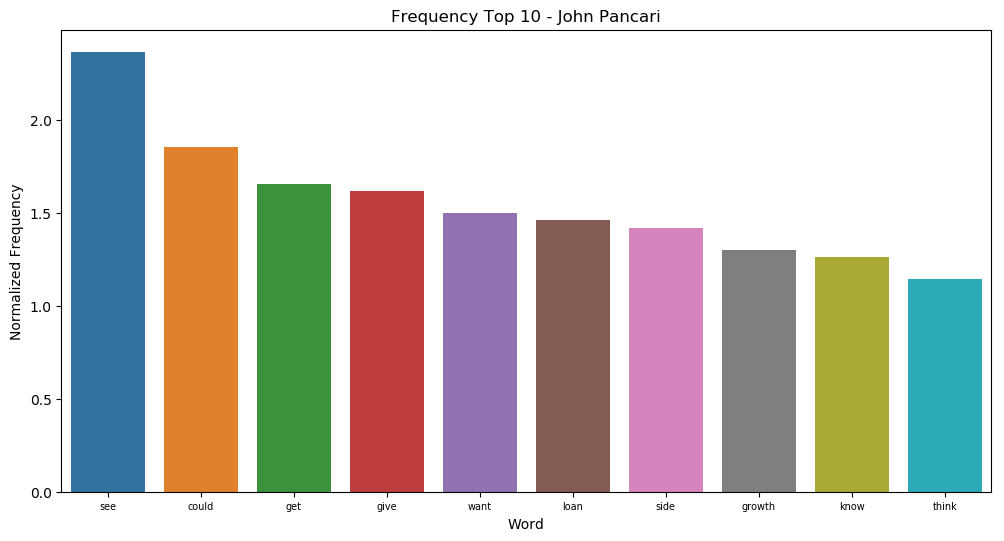 Frequency Top 10 - John Pancari
Normalized Frequency
2.0
1.5
1.0
0.5
0.0
see could get give want loan side growth know think
Word